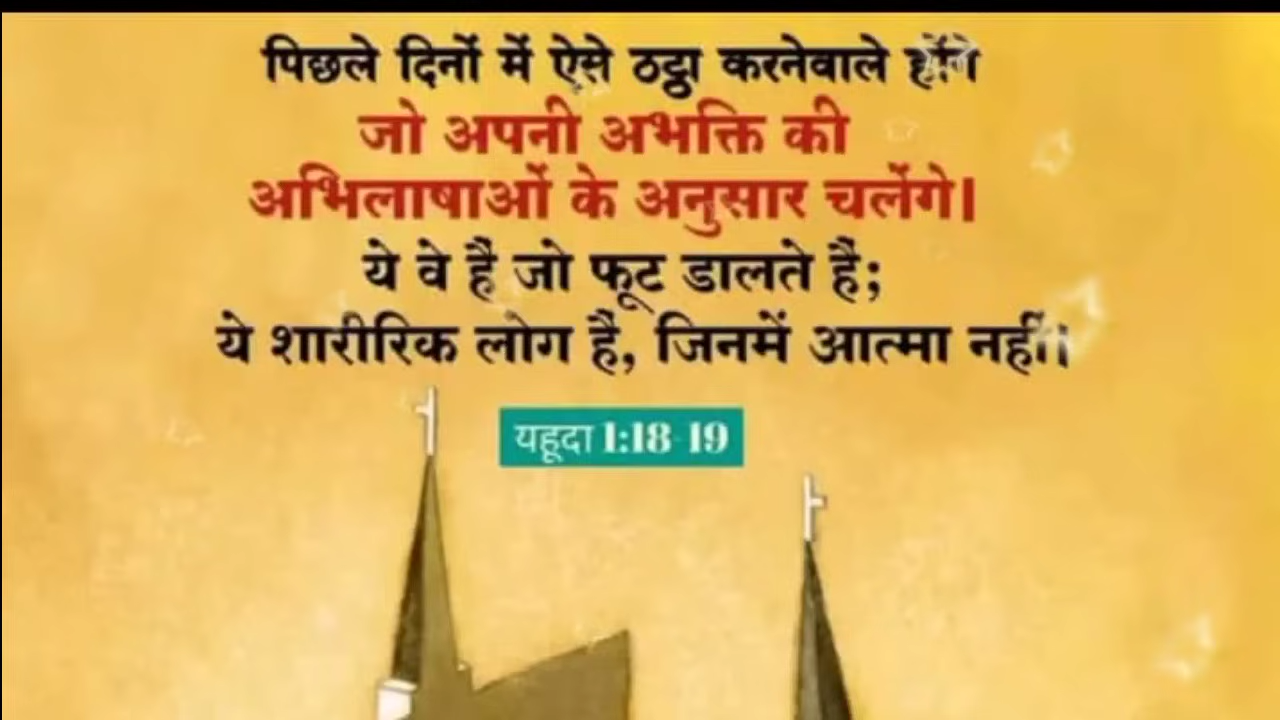 पिछले दिनों में ऐसे ठट्ठा करनेवाले होंगे
जो अपनी अभक्ति की
अभिलाषाओं के अनुसार चलेंगे।
ये वे हैं जो फूट डालते हैं;
ये शारीरिक लोग हैं, जिनमें आत्मा नहीं।
यहूदा 1:18-19